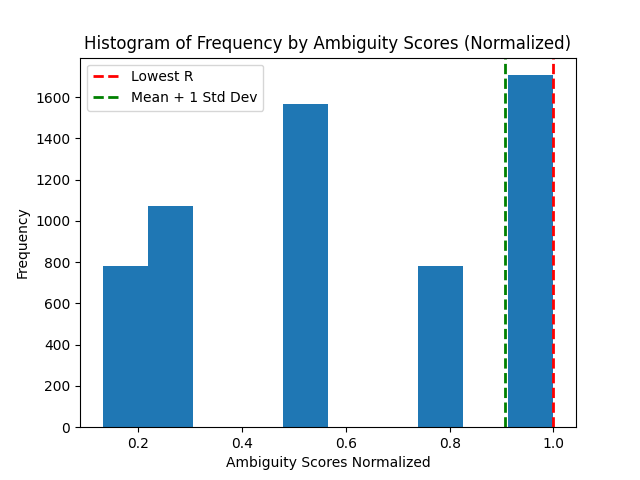 Histogram of Frequency by Ambiguity Scores (Normalized)
Lowest R
Mean + 1 Std Dev
1600
1400
1200
1000
800
600
400
200
0
Frequency
0.2 0.4 0.6 0.8 1.0
Ambiguity Scores Normalized